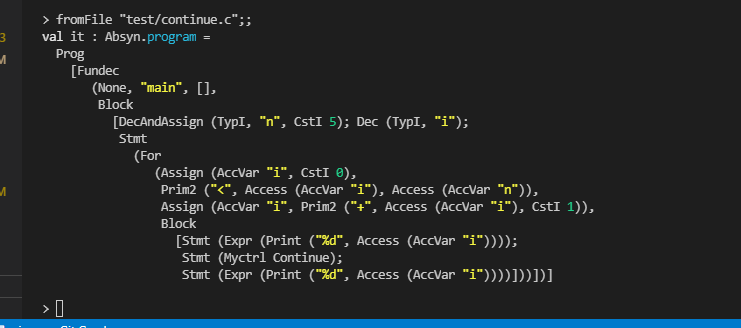 > fromFile "test/continue.c";;
val it : Absyn.program =
  Prog
    [Fundec
       (None, "main", [],
        Block
          [DecAndAssign (TypI, "n", CstI 5); Dec (TypI, "i");
           Stmt
             (For
                (Assign (AccVar "i", CstI 0),
                 Prim2 ("<", Access (AccVar "i"), Access (AccVar "n")),
                 Assign (AccVar "i", Prim2 ("+", Access (AccVar "i"), CstI 1)),
                 Block
                   [Stmt (Expr (Print ("%d", Access (AccVar "i"))));
                    Stmt (Myctrl Continue);
                    Stmt (Expr (Print ("%d", Access (AccVar "i"))))]))])]
>
3
M
M